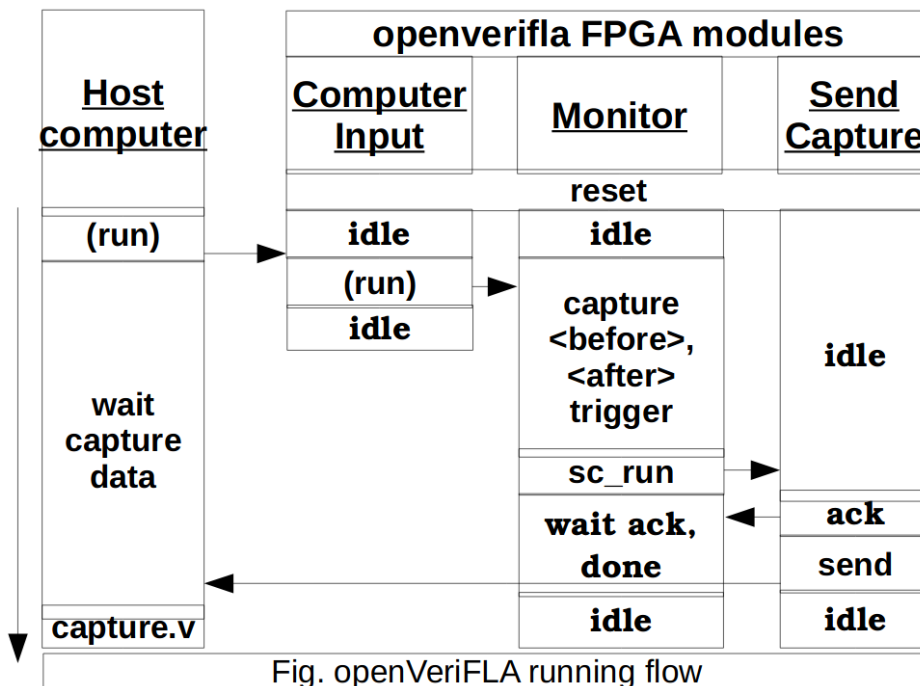 openverifla FPGA modules
Host
computer
Computer
Input
Monitor
Send
Capture
reset
(run)
idle
idle
(run)
idle
capture
<before>,
<after>
trigger
idle
wait
capture
data
sc_run
ack
wait ack,
done
send
capture.v
idle
idle
Fig. openVeriFLA running flow